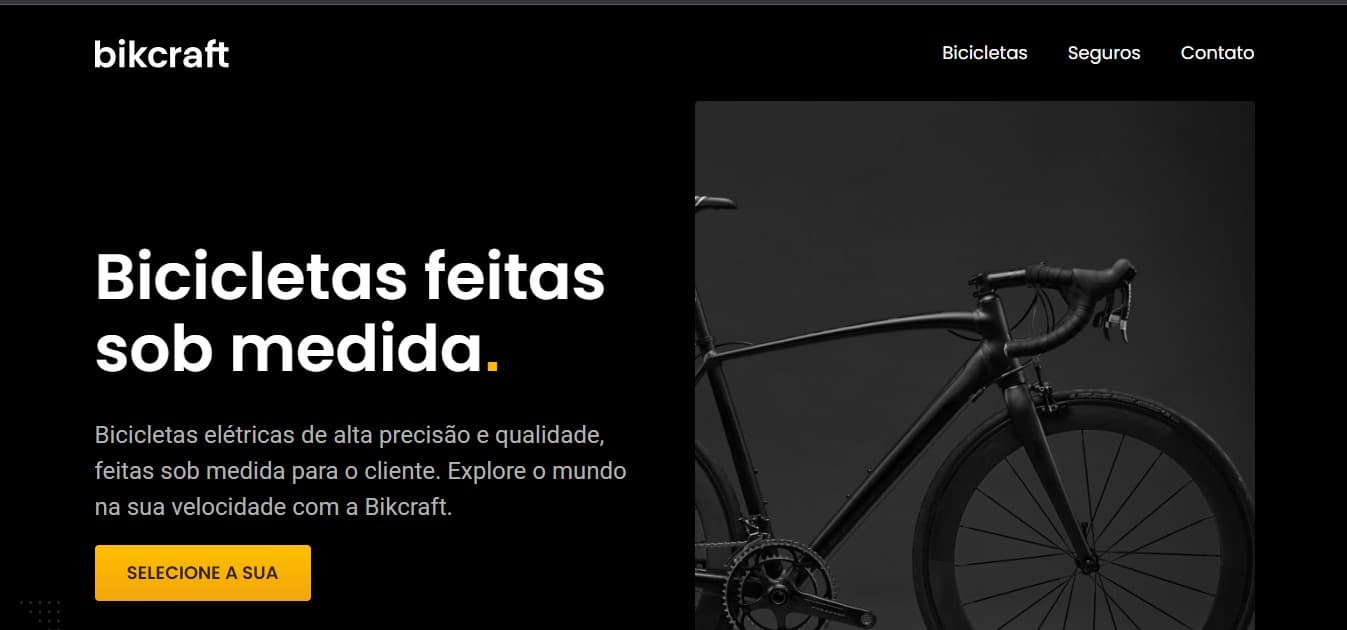 bikcraft
Bicicletas Seguros Contato
Bicicletas feitas
sob medida.
Bicicletas elétricas de alta precisão e qualidade,
feitas sob medida para o cliente. Explore o mundo
na sua velocidade com a Bikcraft.
SELECIONE A SUA